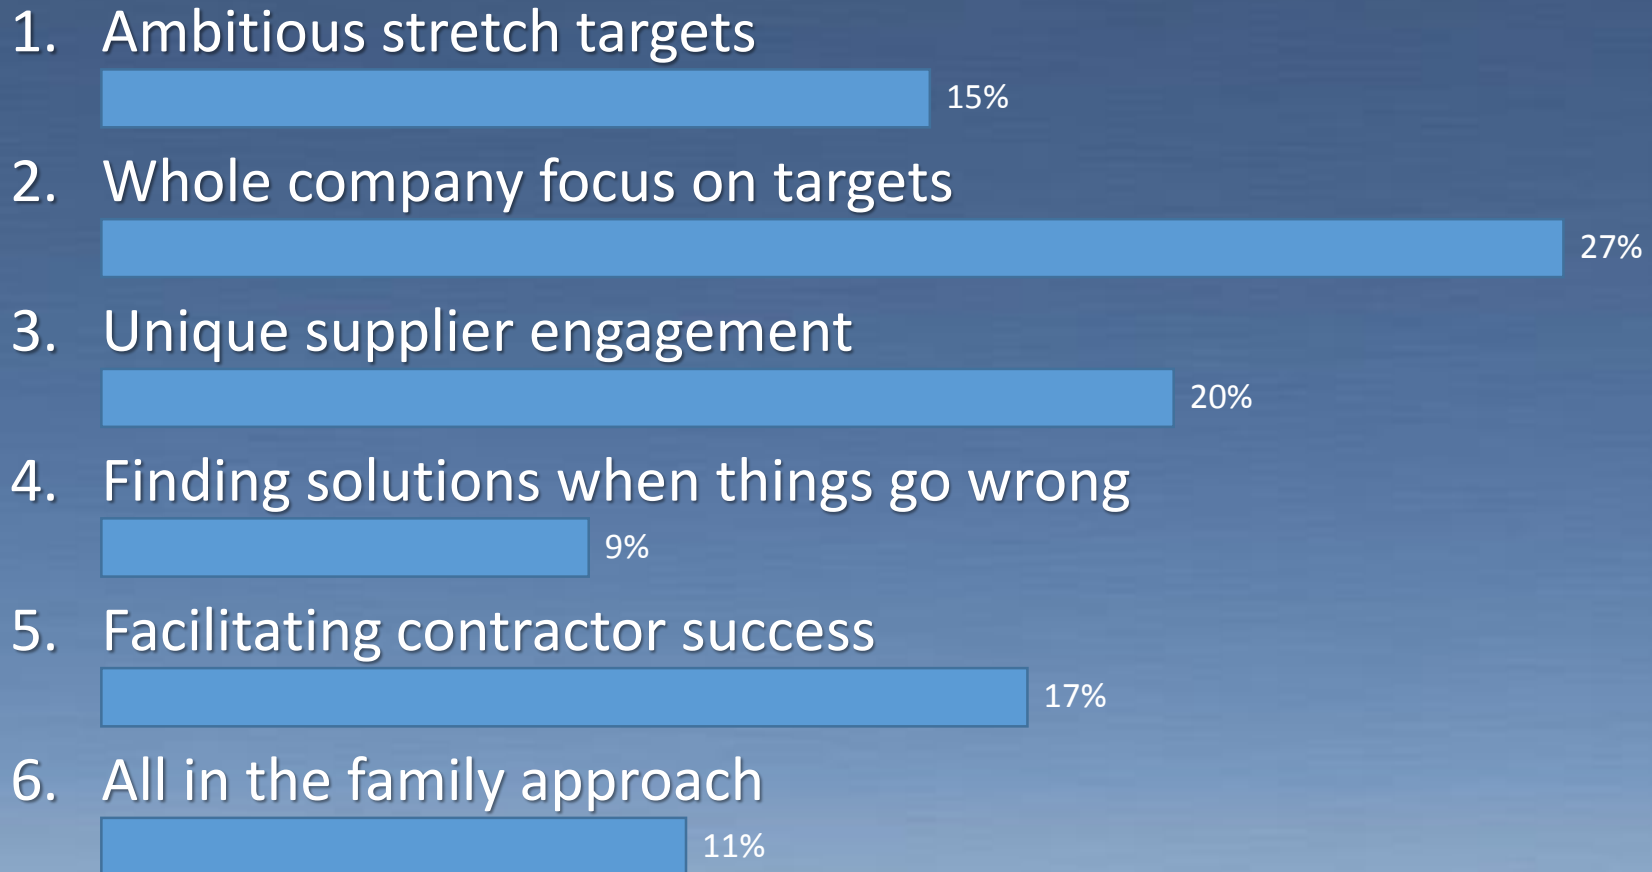 1. Ambitious stretch targets
15%
2. Whole company focus on targets
27%
3. Unique supplier engagement
20%
4. Finding solutions when things go wrong
9%
5. Facilitating contractor success
17%
6. All in the family approach
11%